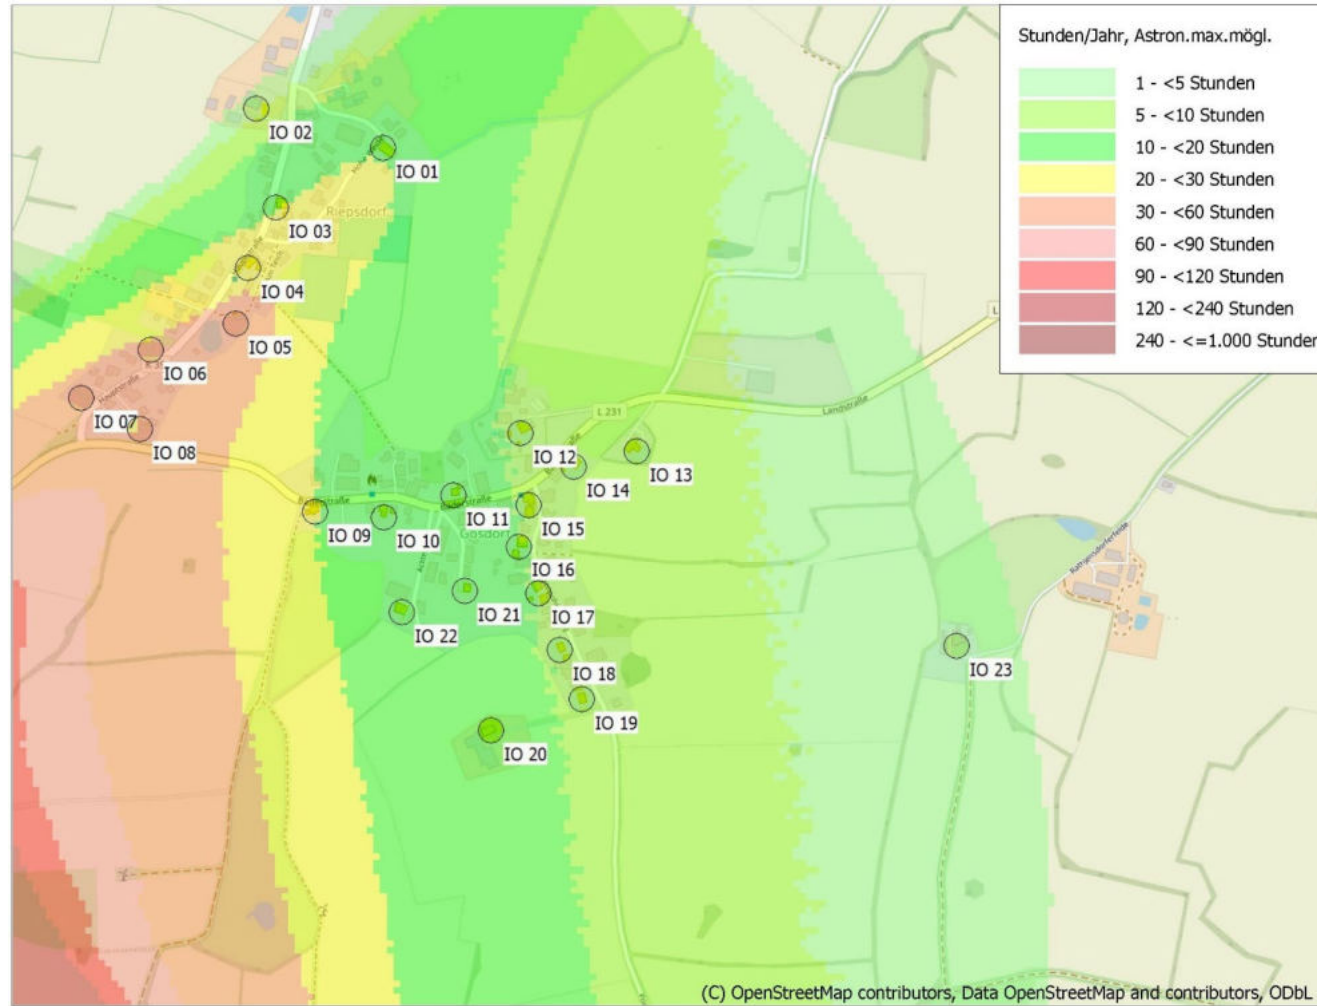 Stunden/Jahr, Astron.max.mögl.
1 - <5 Stunden
5 - <10 Stunden
10 - <20 Stunden
20 - <30 Stunden
30 - <60 Stunden
60 - <90 Stunden
90 - <120 Stunden
120 - <240 Stunden
240 - <=1.000 Stunden
IO 02
IO 01
Riepsdorf
IO 03
IO 04
IO 05
IO 06
Hauptstraße
IO 07
IO 08
L
L 231
Landstraße
IO 12
IO 13
IO 14
IO 11
IO 09
IO 10
Gosdorf
IO 15
IO 16
IO 21
IO 17
IO 22
IO 18
IO 23
IO 19
IO 20
Rathjensdorferfelde
(C) OpenStreetMap contributors, Data OpenStreetMap and contributors, ODbL